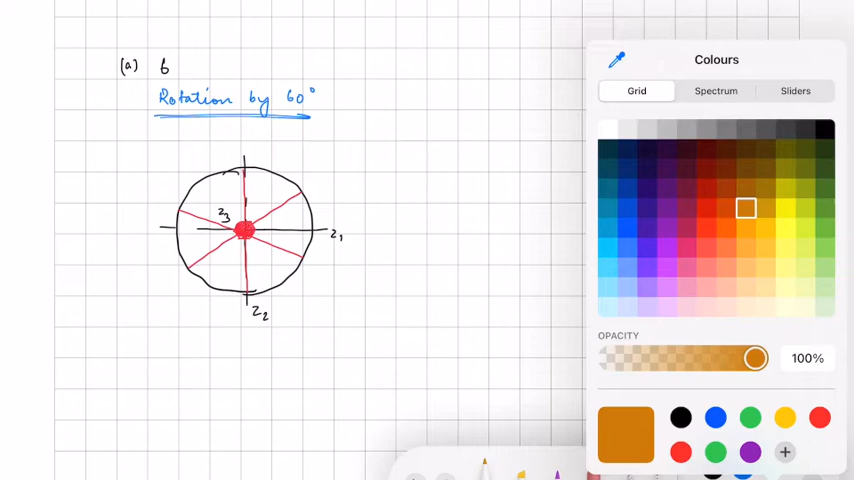 (a) 6
Rotation by 60°
z3
z1
z2
Colours
Grid Spectrum Sliders
OPACITY
100%